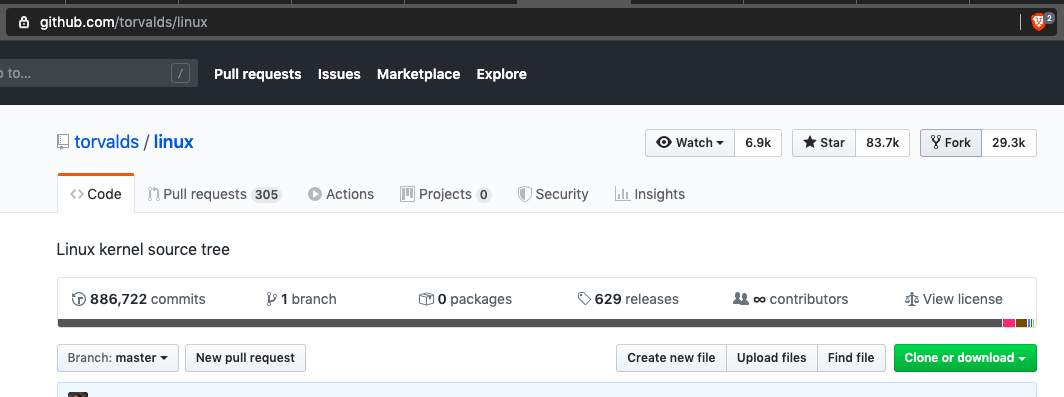 github.com/torvalds/linux
2
to...
/
Pull requests Issues Marketplace Explore
torvalds / linux
Watch 6.9k
Star 83.7k
Fork 29.3k
<> Code
Pull requests 305
Actions
Projects 0
Security
Insights
Linux kernel source tree
886,722 commits
1 branch
0 packages
629 releases
∞ contributors
View license
Branch: master
New pull request
Create new file
Upload files
Find file
Clone or download